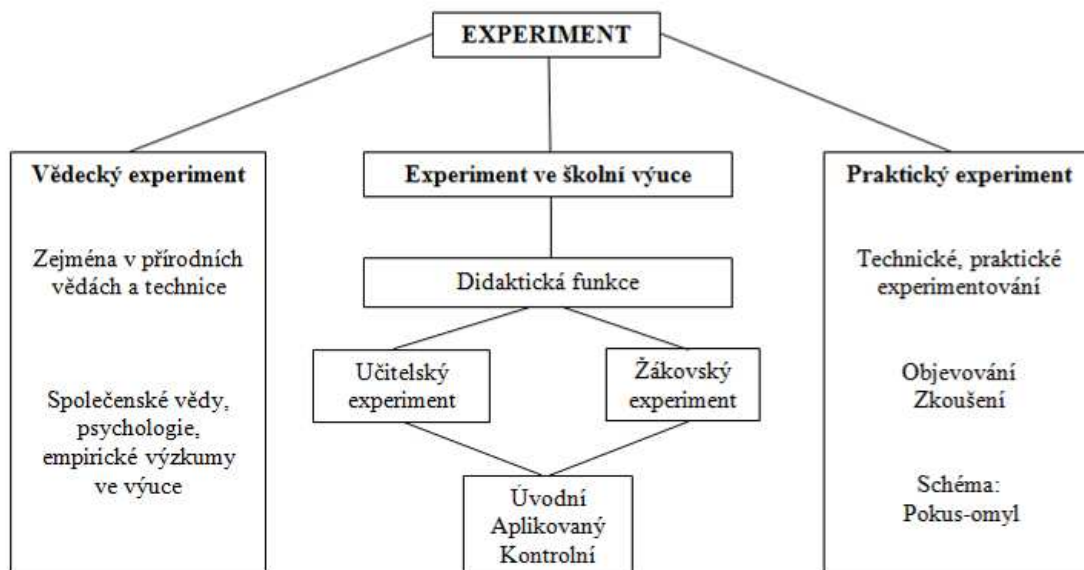 EXPERIMENT
Vědecký experiment
Zejména v přírodních
vědách a technice
Společenské vědy,
psychologie,
empirické výzkumy
ve výuce
Experiment ve školní výuce
Didaktická funkce
Učitelský
experiment
Žákovský
experiment
Úvodní
Aplikovaný
Kontrolní
Praktický experiment
Technické, praktické
experimentování
Objevování
Zkoušení
Schéma:
Pokus-omyl